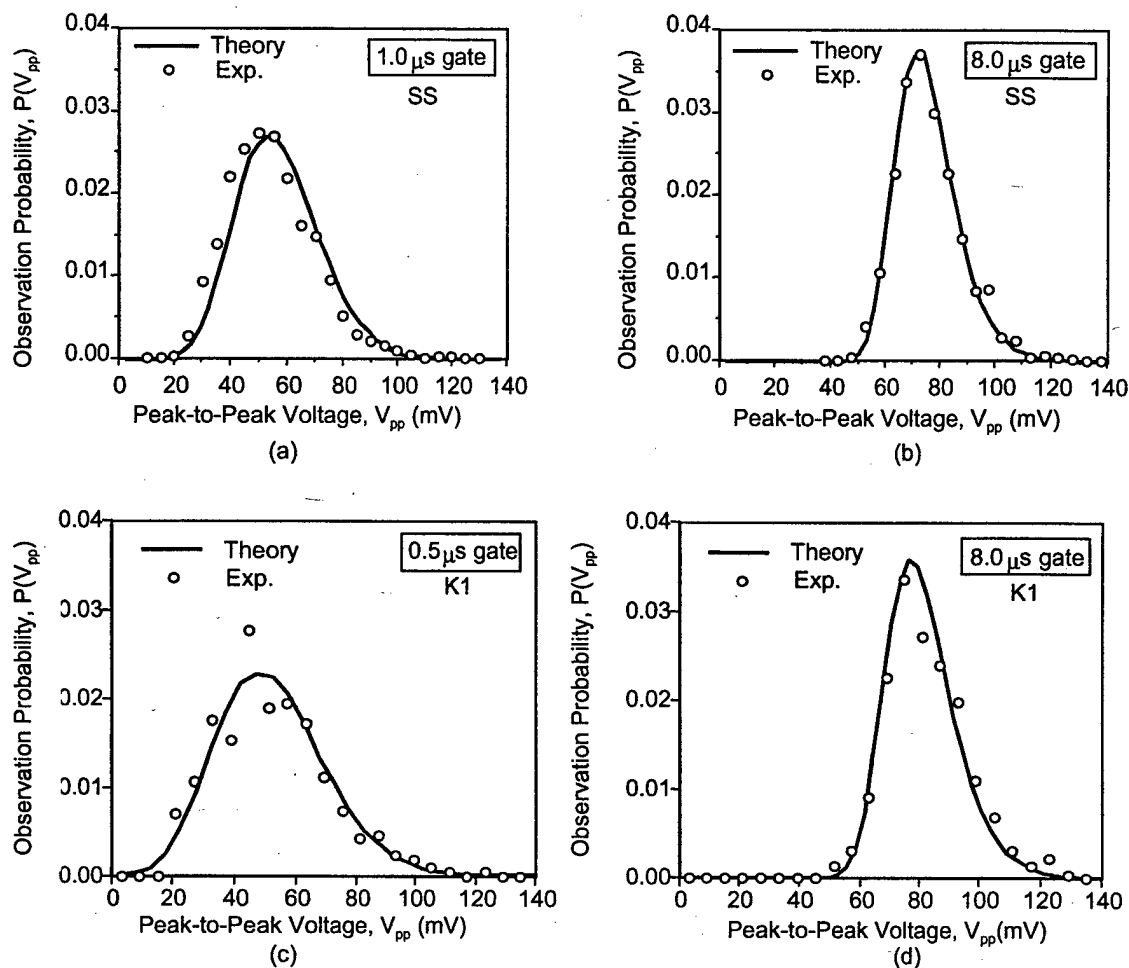 Observation Probability, P(Vpp)
0.04
0.03
0.02
0.01
0.00
Theory
Exp.
1.0 μs gate
SS
0 20 40 60 80 100 120 140
Peak-to-Peak Voltage, Vpp (mV)
(a)
Observation Probability, P(Vpp)
0.04
0.03
0.02
0.01
0.00
Theory
Exp.
8.0 μs gate
SS
0 20 40 60 80 100 120 140
Peak-to-Peak Voltage, Vpp (mV)
(b)
Observation Probability, P(Vpp)
0.04
0.03
0.02
0.01
0.00
Theory
Exp.
0.5 μs gate
K1
0 20 40 60 80 100 120 140
Peak-to-Peak Voltage, Vpp (mV)
(c)
Observation Probability, P(Vpp)
0.04
0.03
0.02
0.01
0.00
Theory
Exp.
8.0 μs gate
K1
0 20 40 60 80 100 120 140
Peak-to-Peak Voltage, Vpp(mV)
(d)